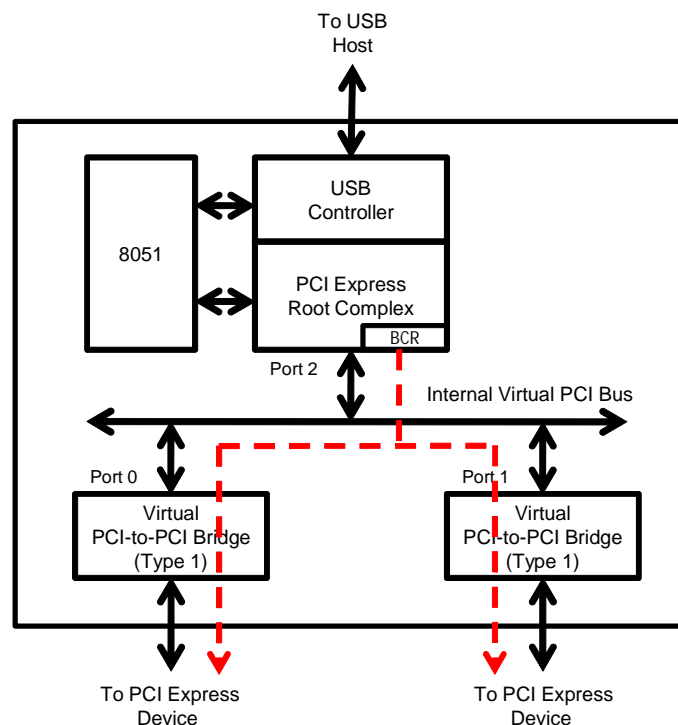 To USB
Host
USB
Controller
8051
PCI Express
Root Complex
BCR
Port 2
Internal Virtual PCI Bus
Port 0
Port 1
Virtual
PCI-to-PCI Bridge
(Type 1)
Virtual
PCI-to-PCI Bridge
(Type 1)
To PCI Express
Device
To PCI Express
Device